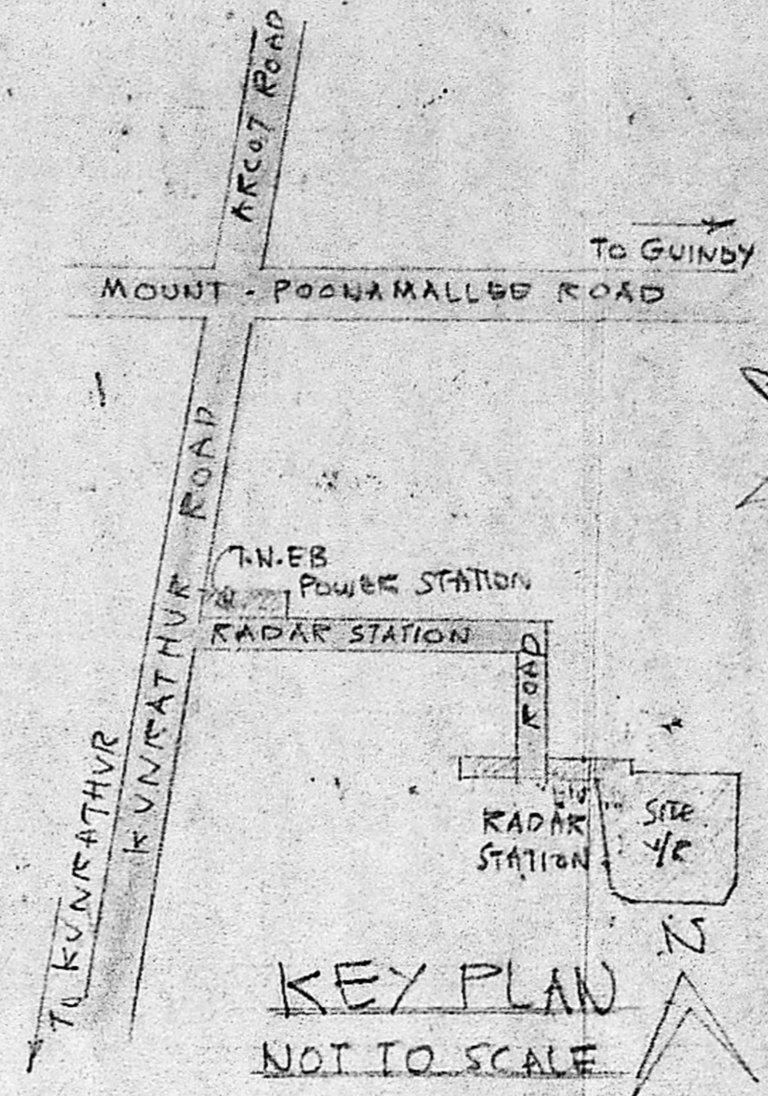 ARCOT ROAD
TO GUINDY
MOUNT - POONAMALLEE ROAD
KUNRATHUR ROAD
T.N.EB
POWER STATION
RADAR STATION
ROAD
TO KUNRATHUR
RADAR
STATION
SITE
Y/R
N
KEY PLAN
NOT TO SCALE